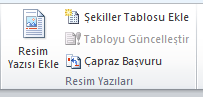 Resim
Yazısı Ekle
Şekiller Tablosu Ekle
Tabloyu Güncelleştir
Çapraz Başvuru
Resim Yazıları